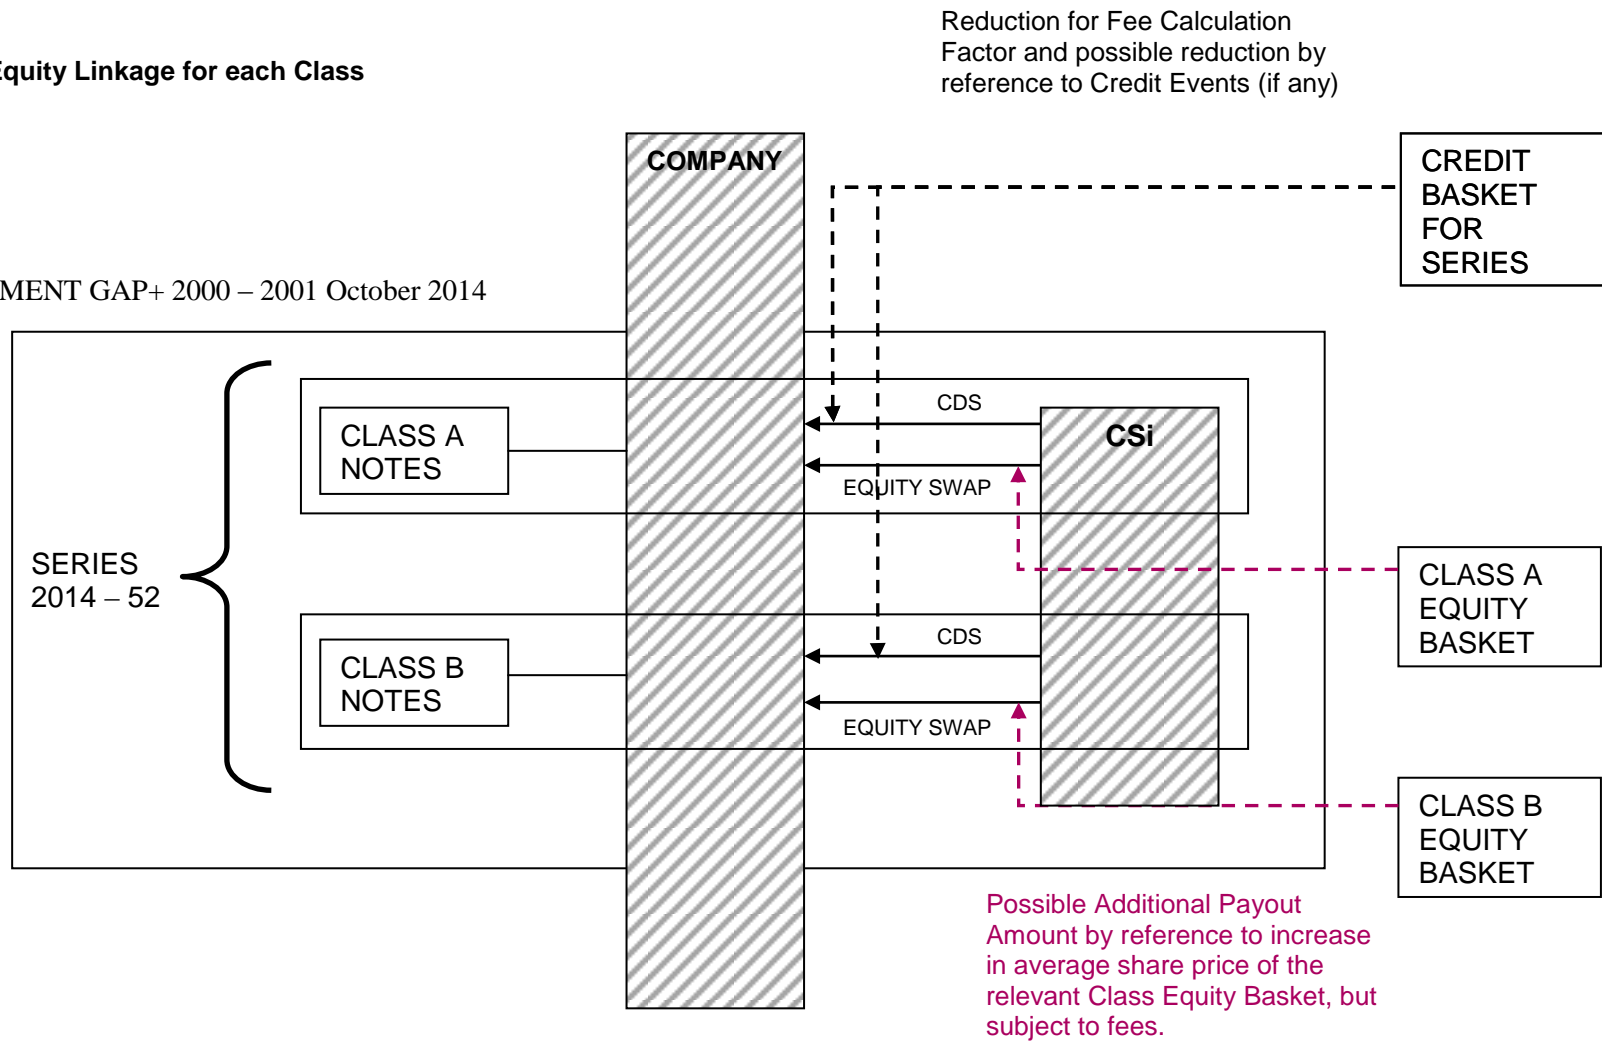 Reduction for Fee Calculation
Factor and possible reduction by
reference to Credit Events (if any)
Equity Linkage for each Class
COMPANY
CREDIT
BASKET
FOR
SERIES
MENT GAP+ 2000 – 2001 October 2014
CDS
CLASS A
NOTES
CSi
EQUITY SWAP
SERIES
2014 – 52
CLASS A
EQUITY
BASKET
CDS
CLASS B
NOTES
EQUITY SWAP
CLASS B
EQUITY
BASKET
Possible Additional Payout
Amount by reference to increase
in average share price of the
relevant Class Equity Basket, but
subject to fees.